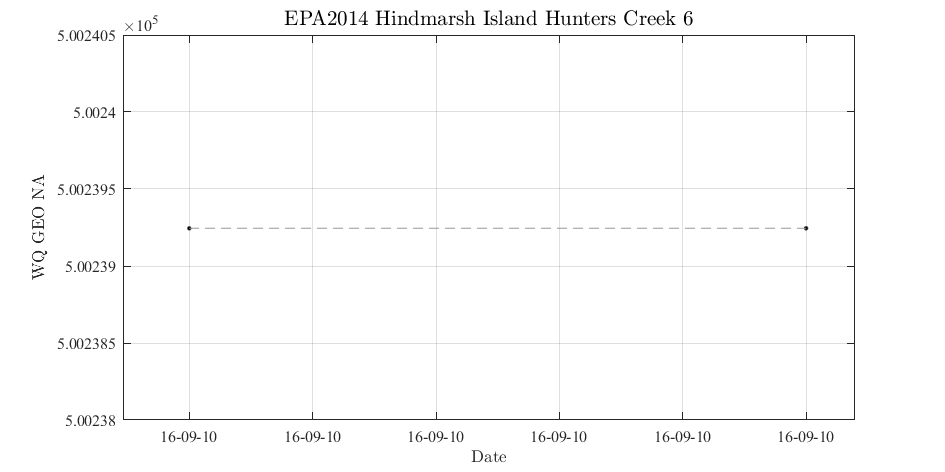 EPA2014 Hindmarsh Island Hunters Creek 6
×10⁵
5.002405
5.0024
5.002395
5.00239
5.002385
5.00238
WQ GEO NA
16-09-10 16-09-10 16-09-10 16-09-10 16-09-10 16-09-10
Date